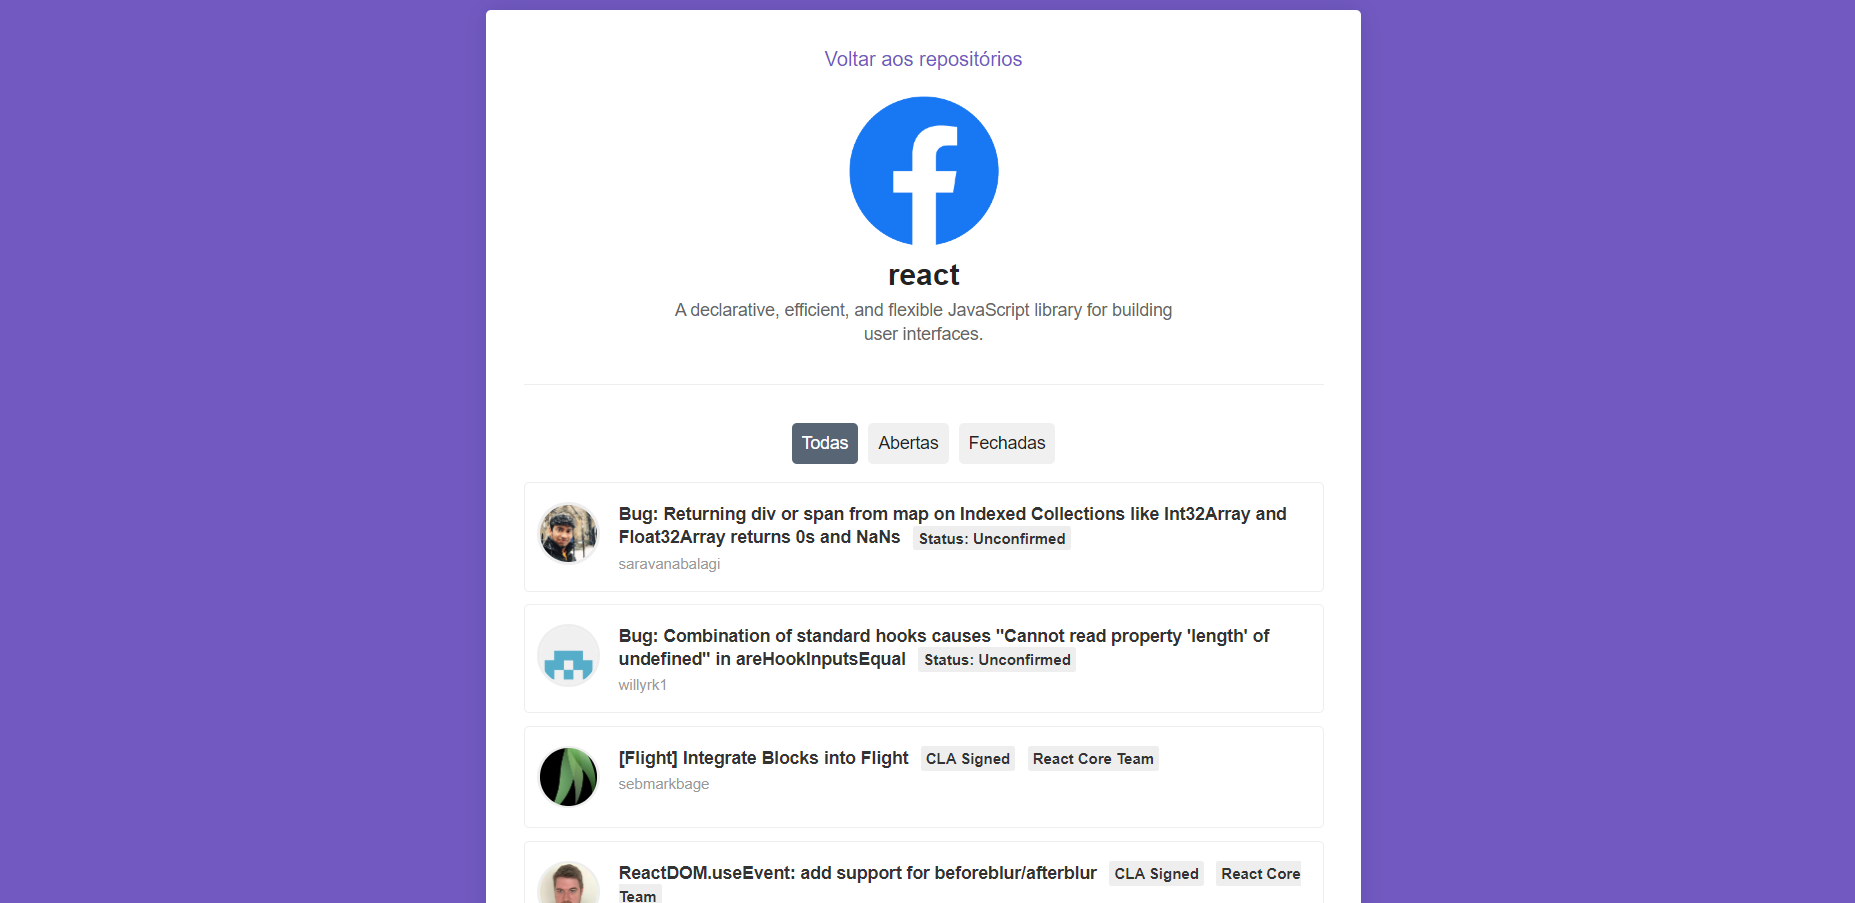 Voltar aos repositórios
react
A declarative, efficient, and flexible JavaScript library for building
user interfaces.
Todas Abertas Fechadas
Bug: Returning div or span from map on Indexed Collections like Int32Array and
Float32Array returns 0s and NaNs Status: Unconfirmed
saravanabalagi
Bug: Combination of standard hooks causes "Cannot read property 'length' of
undefined" in areHookInputsEqual Status: Unconfirmed
willyrk1
[Flight] Integrate Blocks into Flight CLA Signed React Core Team
sebmarkbage
ReactDOM.useEvent: add support for beforeblur/afterblur CLA Signed React Core
Team